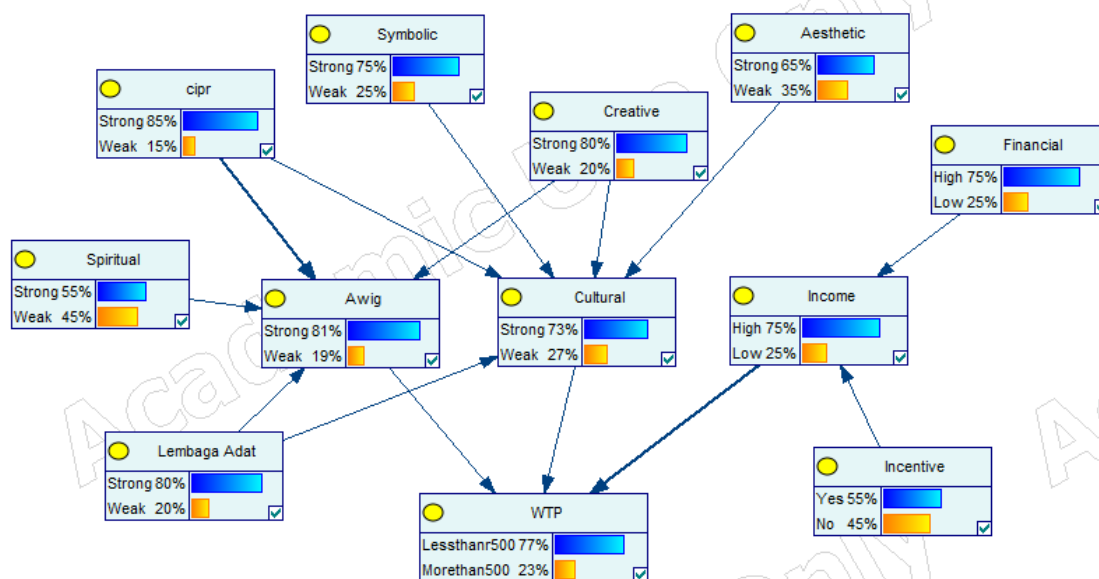 Symbolic
Strong 75%
Weak 25%
Aesthetic
Strong 65%
Weak 35%
cipr
Strong 85%
Weak 15%
Creative
Strong 80%
Weak 20%
Financial
High 75%
Low 25%
Spiritual
Strong 55%
Weak 45%
Awig
Strong 81%
Weak 19%
Cultural
Strong 73%
Weak 27%
Income
High 75%
Low 25%
Lembaga Adat
Strong 80%
Weak 20%
WTP
Lessthanr500 77%
Morethan500 23%
Incentive
Yes 55%
No 45%